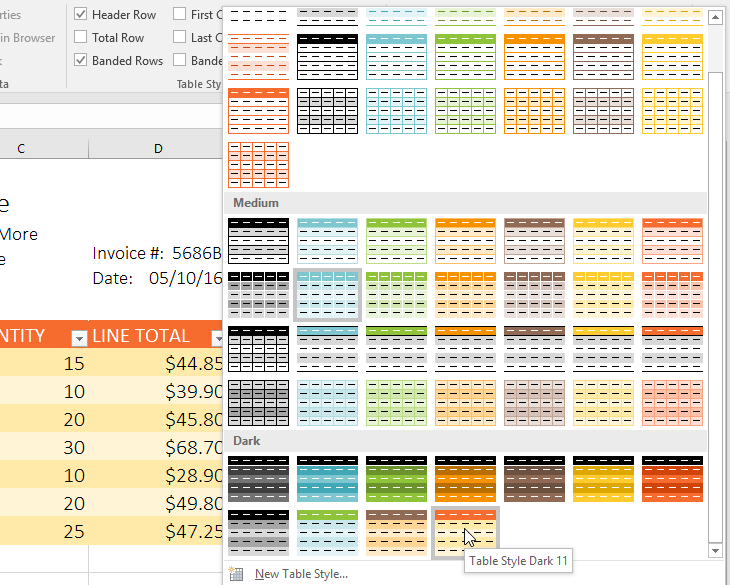 rties
in Browser
k
ta
Header Row
Total Row
Banded Rows
First C
Last C
Bande
Table Sty
C
D
e
More
e
Invoice #: 5686B
Date: 05/10/16
NTITY
LINE TOTAL
15 $44.85
10 $39.90
20 $45.80
30 $68.70
10 $28.90
20 $49.80
25 $47.25
Medium
Dark
Table Style Dark 11
New Table Style...